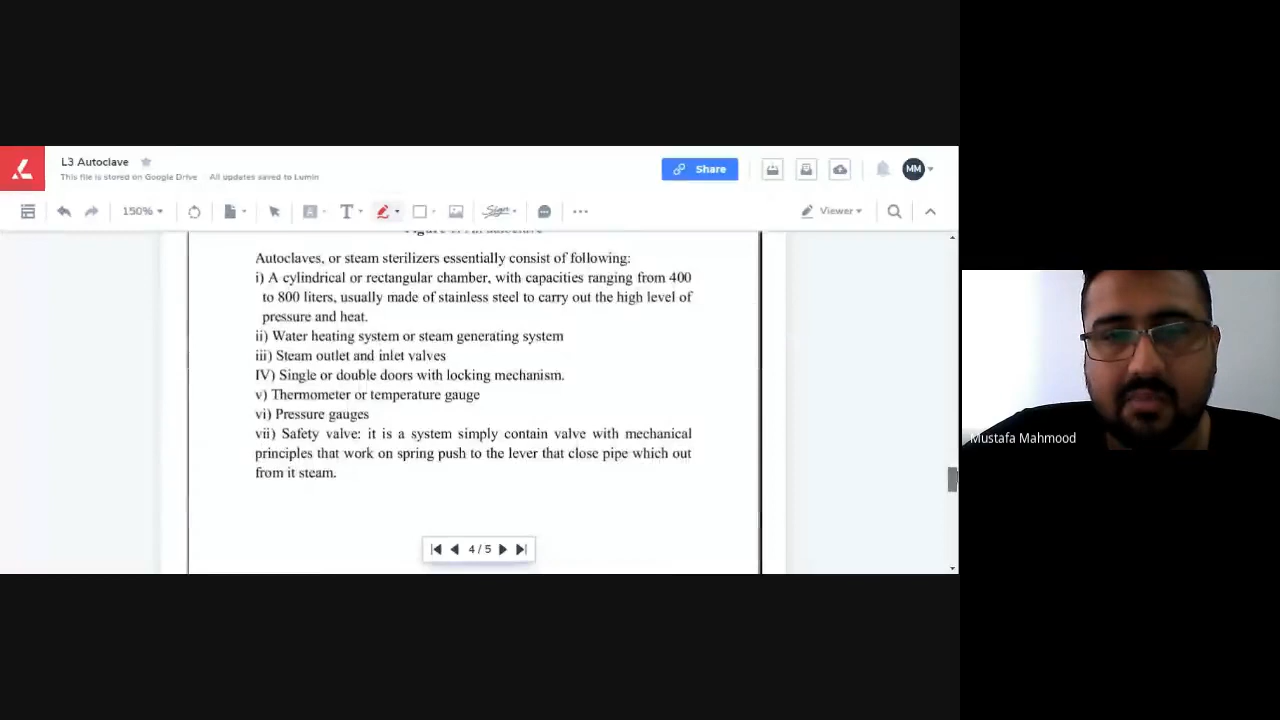 L3 Autoclave
This file is stored on Google Drive All updates saved to Lumin
Share
MM
150%
T
Sign
Viewer
Autoclaves, or steam sterilizers essentially consist of following:
i) A cylindrical or rectangular chamber, with capacities ranging from 400
to 800 liters, usually made of stainless steel to carry out the high level of
pressure and heat.
ii) Water heating system or steam generating system
iii) Steam outlet and inlet valves
IV) Single or double doors with locking mechanism.
v) Thermometer or temperature gauge
vi) Pressure gauges
vii) Safety valve: it is a system simply contain valve with mechanical
principles that work on spring push to the lever that close pipe which out
from it steam.
4 / 5
Mustafa Mahmood